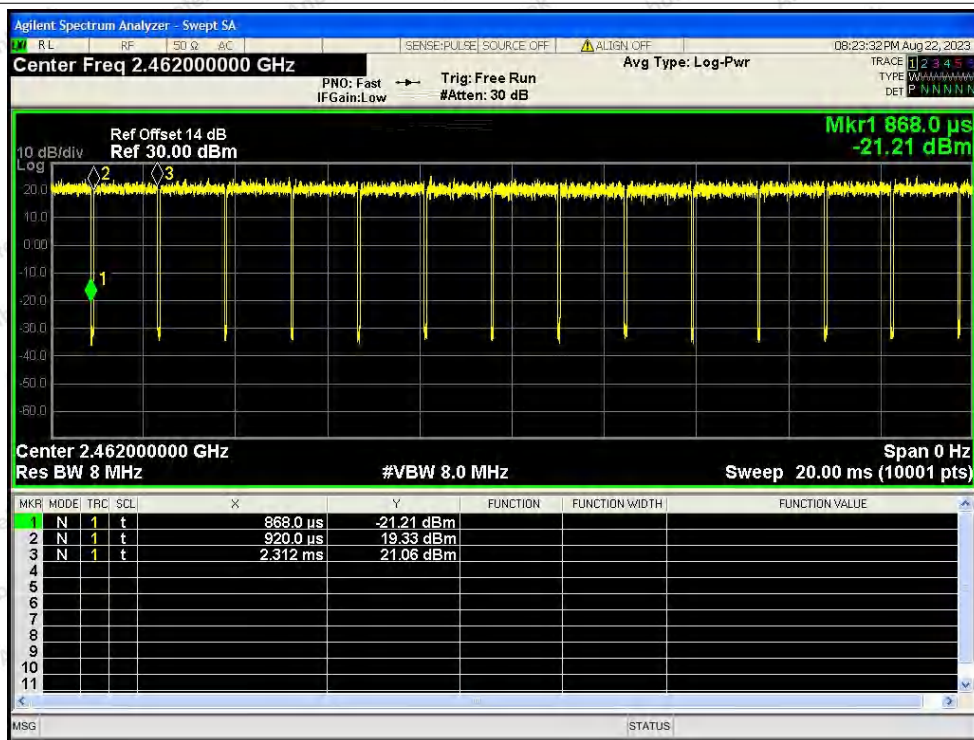 Agilent Spectrum Analyzer - Swept SA
RL RF 50 Ω AC SENSE:PULSE SOURCE OFF ALIGN OFF 08:23:32 PM Aug 22, 2023
Center Freq 2.462000000 GHz Avg Type: Log-Pwr TRACE 1 2 3 4 5 6
PNO: Fast Trig: Free Run TYPE WWWWWW
IFGain:Low #Atten: 30 dB DET P N N N N N
Mkr1 868.0 µs
Ref Offset 14 dB
10 dB/div Ref 30.00 dBm -21.21 dBm
Log
2 3
20.0
10.0
0.00
-10.0
1
-20.0
-30.0
-40.0
-50.0
-60.0
Center 2.462000000 GHz Span 0 Hz
Res BW 8 MHz #VBW 8.0 MHz Sweep 20.00 ms (10001 pts)
MKR MODE TRC SCL X Y FUNCTION FUNCTION WIDTH FUNCTION VALUE
1 N 1 t 868.0 µs -21.21 dBm
2 N 1 t 920.0 µs 19.33 dBm
3 N 1 t 2.312 ms 21.06 dBm
4
5
6
7
8
9
10
11
MSG STATUS